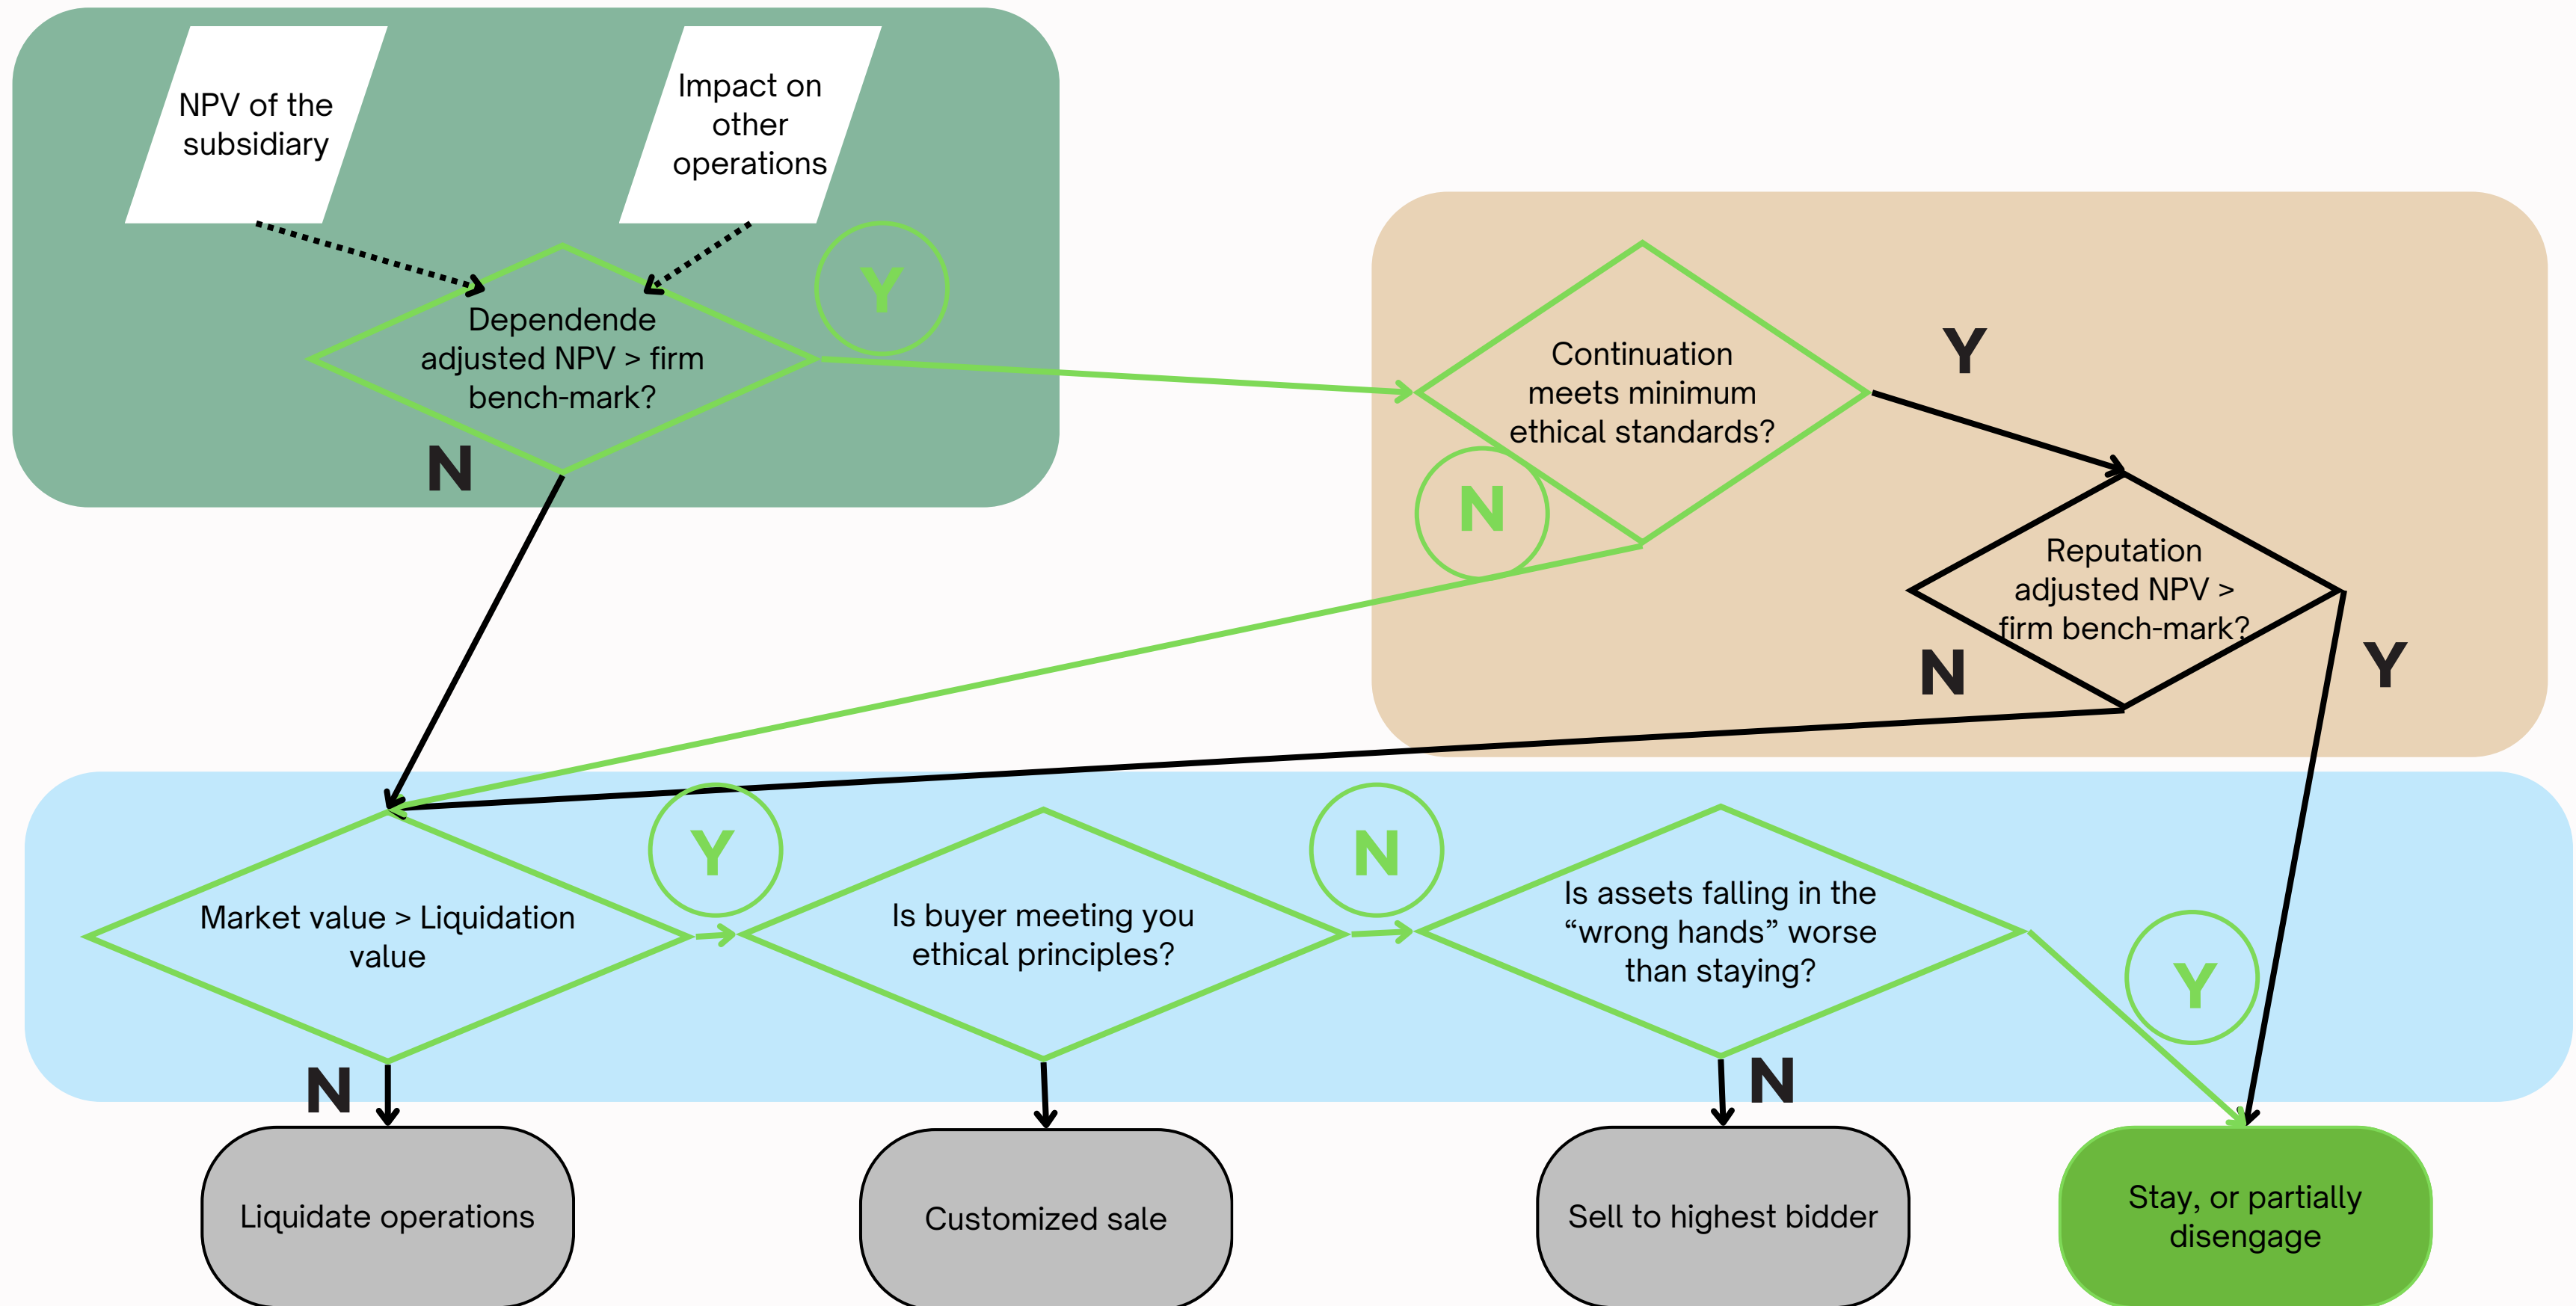 NPV of the
subsidiary
Impact on
other
operations
Y
Dependende
adjusted NPV > firm
bench-mark?
N
Continuation
meets minimum
ethical standards?
Y
N
Reputation
adjusted NPV >
firm bench-mark?
N
Y
Market value > Liquidation
value
Y
Is buyer meeting you
ethical principles?
N
Is assets falling in the
“wrong hands” worse
than staying?
Y
N
N
Liquidate operations
Customized sale
Sell to highest bidder
Stay, or partially
disengage